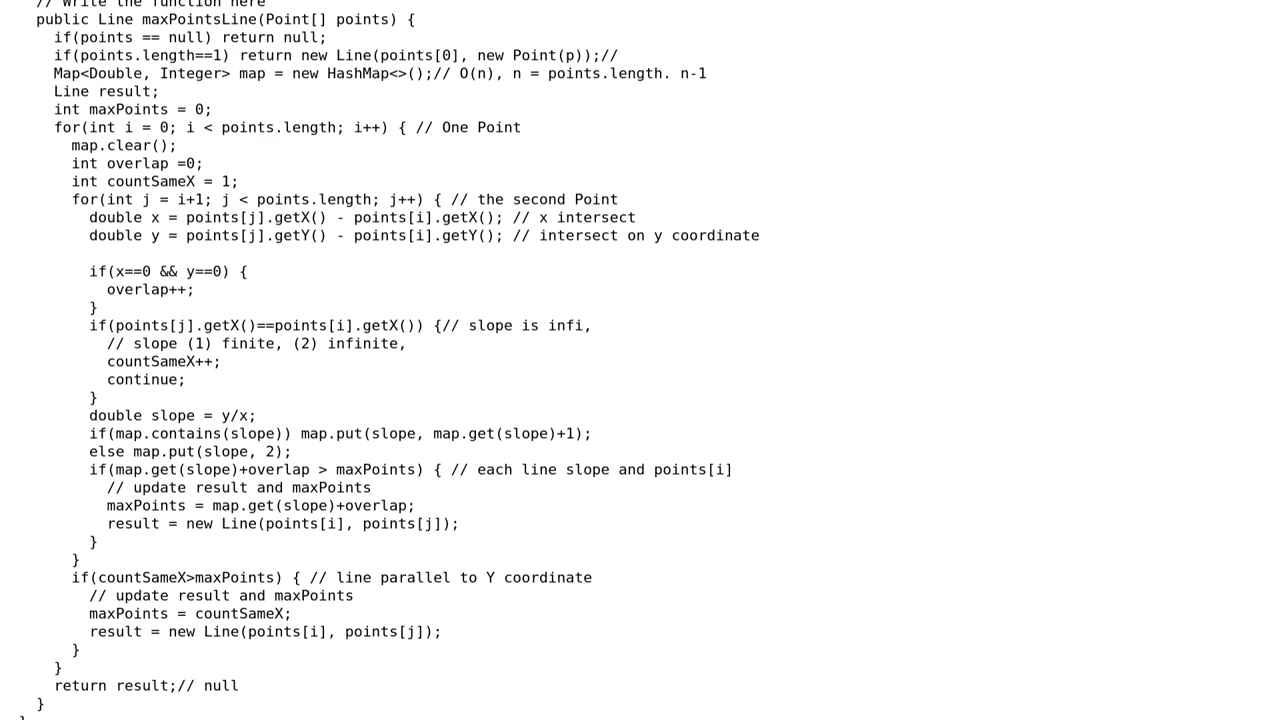 // Write the function here
public Line maxPointsLine(Point[] points) {
if(points == null) return null;
if(points.length==1) return new Line(points[0], new Point(p));//
Map<Double, Integer> map = new HashMap<>();// O(n), n = points.length. n-1
Line result;
int maxPoints = 0;
for(int i = 0; i < points.length; i++) { // One Point
map.clear();
int overlap =0;
int countSameX = 1;
for(int j = i+1; j < points.length; j++) { // the second Point
double x = points[j].getX() - points[i].getX(); // x intersect
double y = points[j].getY() - points[i].getY(); // intersect on y coordinate
if(x==0 && y==0) {
overlap++;
}
if(points[j].getX()==points[i].getX()) {// slope is infi,
// slope (1) finite, (2) infinite,
countSameX++;
continue;
}
double slope = y/x;
if(map.contains(slope)) map.put(slope, map.get(slope)+1);
else map.put(slope, 2);
if(map.get(slope)+overlap > maxPoints) { // each line slope and points[i]
// update result and maxPoints
maxPoints = map.get(slope)+overlap;
result = new Line(points[i], points[j]);
}
}
if(countSameX>maxPoints) { // line parallel to Y coordinate
// update result and maxPoints
maxPoints = countSameX;
result = new Line(points[i], points[j]);
}
}
return result;// null
}
}